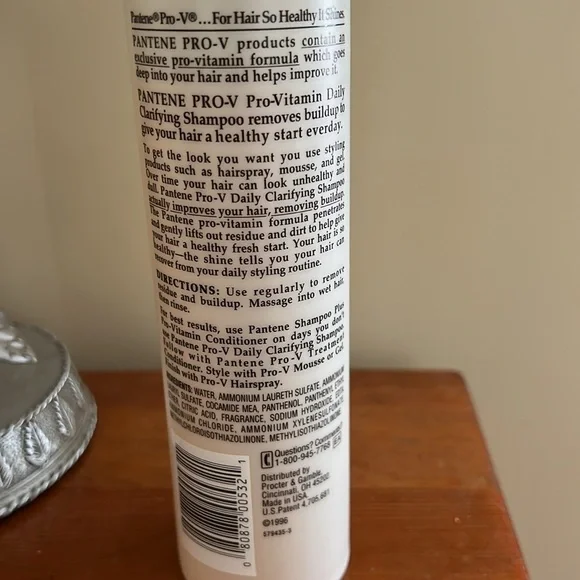 Pantene® Pro-V® ... For Hair So Healthy It Shines.
PANTENE PRO-V products contain an
exclusive pro-vitamin formula which goes
deep into your hair and helps improve it.
PANTENE PRO-V Pro-Vitamin Daily
Clarifying Shampoo removes buildup to
give your hair a healthy start everday.
To get the look you want you use styling
products such as hairspray, mousse, and gel.
Over time your hair can look unhealthy and
dull. Pantene Pro-V Daily Clarifying Shampoo
actually improves your hair, removing buildup.
The Pantene pro-vitamin formula penetrates
and gently lifts out residue and dirt to help give
your hair a healthy fresh start. Your hair is so
healthy—the shine tells you your hair can
recover from your daily styling routine.
DIRECTIONS: Use regularly to remove
residue and buildup. Massage into wet hair,
then rinse.
For best results, use Pantene Shampoo Plus
Pro-Vitamin Conditioner on days you don't
use Pantene Pro-V Daily Clarifying Shampoo.
Follow with Pantene Pro-V Treatment
Conditioner. Style with Pro-V Mousse or Gel.
Finish with Pro-V Hairspray.
INGREDIENTS: WATER, AMMONIUM LAURETH SULFATE, AMMONIUM
SULFATE, COCAMIDE MEA, PANTHENOL, PANTHENYL ETHYL
ETHER, CITRIC ACID, FRAGRANCE, SODIUM HYDROXIDE,
AMMONIUM CHLORIDE, AMMONIUM XYLENESULFONATE,
METHYLCHLOROISOTHIAZOLINONE, METHYLISOTHIAZOLINONE.
Questions? Comments?
1-800-945-7768
Distributed by
Procter & Gamble,
Cincinnati, OH 45202
Made in USA
U.S. Patent 4,705,681
©1996
579435-3
0 80878 00532 1